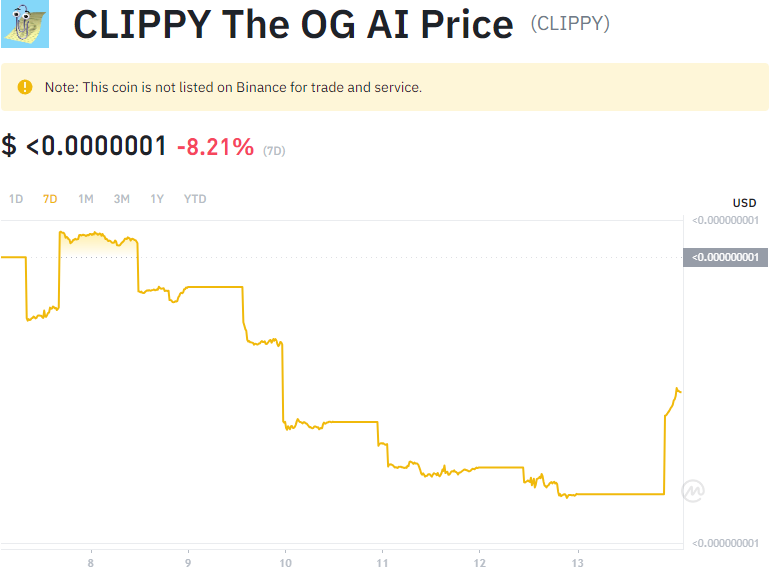 CLIPPY The OG AI Price (CLIPPY)
Note: This coin is not listed on Binance for trade and service.
$ <0.0000001 -8.21% (7D)
1D 7D 1M 3M 1Y YTD
USD
<0.000000001
<0.000000001
<0.000000001
8 9 10 11 12 13